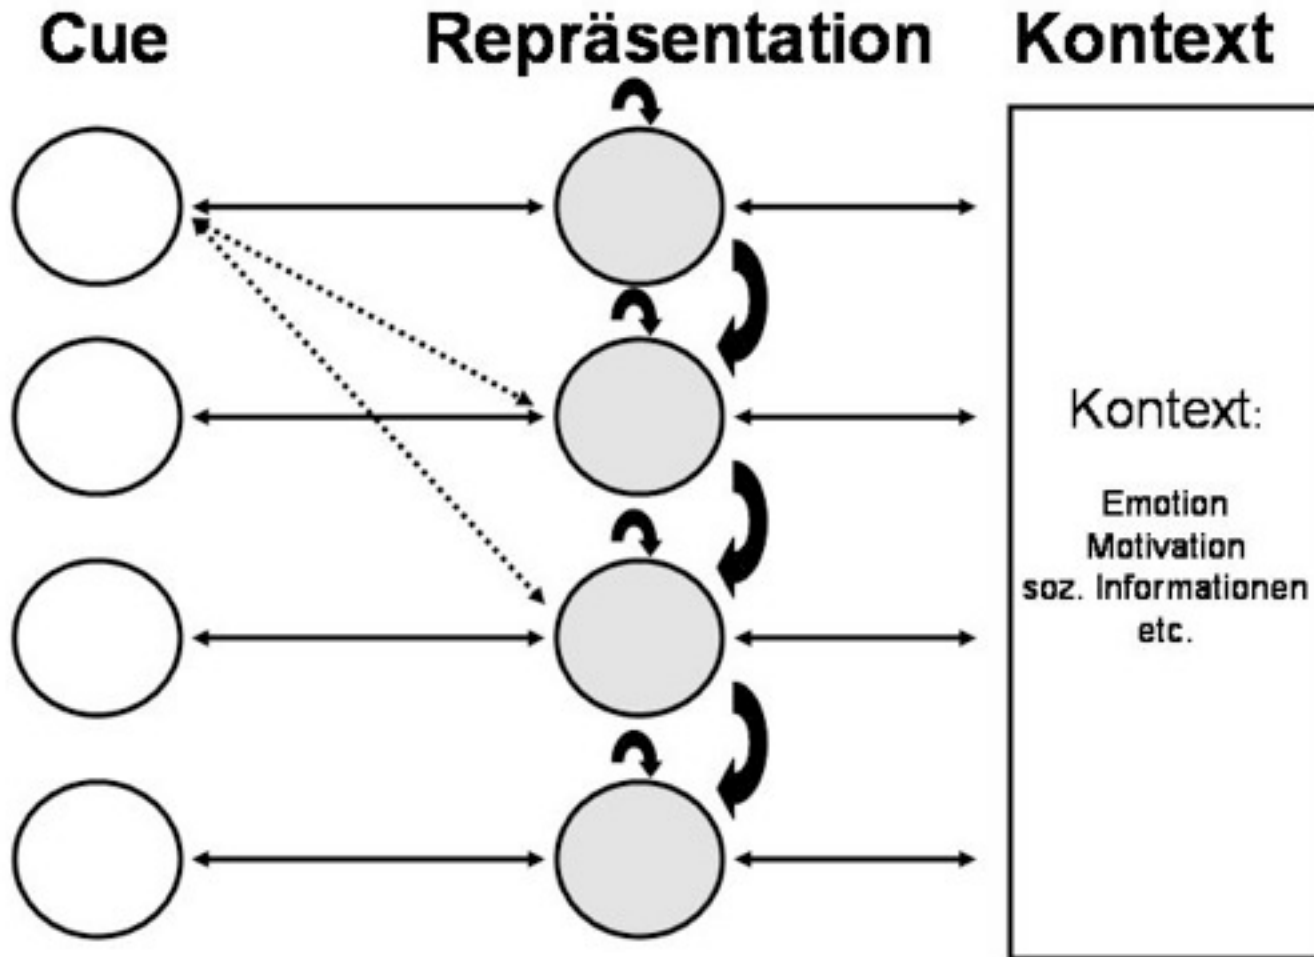 Cue Repräsentation Kontext
Kontext:
Emotion
Motivation
soz. Informationen
etc.